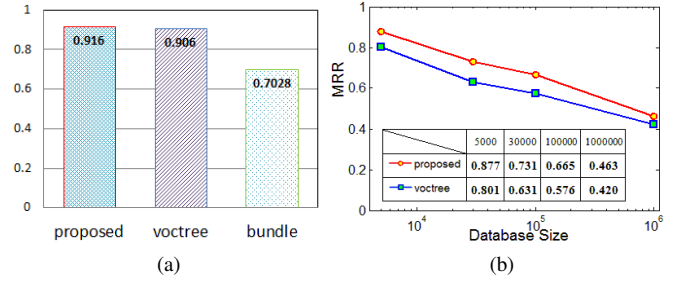 1
0.8
0.6
0.4
0.2
0
0.916
0.906
0.7028
proposed voctree bundle
(a)
MRR
1
0.8
0.6
0.4
0.2
0
5000 30000 100000 1000000
proposed 0.877 0.731 0.665 0.463
voctree 0.801 0.631 0.576 0.420
10^4 10^5 10^6
Database Size
(b)